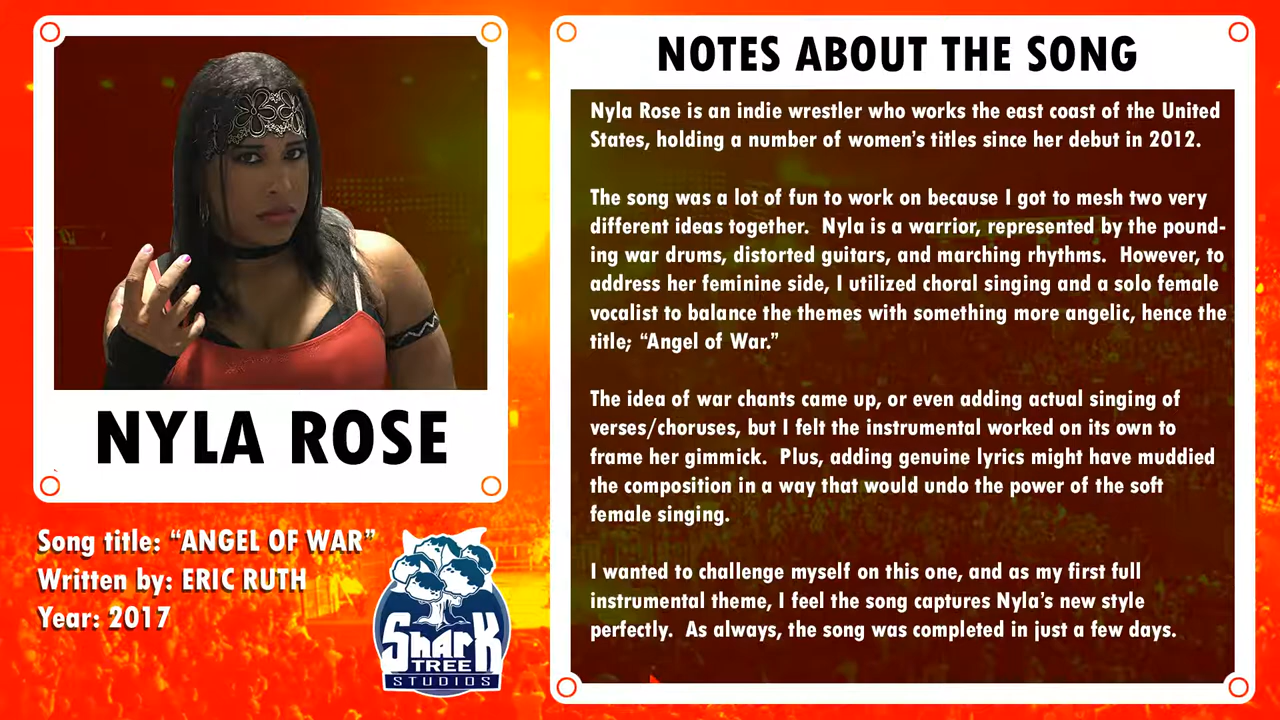 NYLA ROSE
Song title: “ANGEL OF WAR”
Written by: ERIC RUTH
Year: 2017
Shark
TREE
STUDIOS
NOTES ABOUT THE SONG
Nyla Rose is an indie wrestler who works the east coast of the United
States, holding a number of women’s titles since her debut in 2012.
The song was a lot of fun to work on because I got to mesh two very
different ideas together.  Nyla is a warrior, represented by the pound-
ing war drums, distorted guitars, and marching rhythms.  However, to
address her feminine side, I utilized choral singing and a solo female
vocalist to balance the themes with something more angelic, hence the
title; “Angel of War.”
The idea of war chants came up, or even adding actual singing of
verses/choruses, but I felt the instrumental worked on its own to
frame her gimmick.  Plus, adding genuine lyrics might have muddied
the composition in a way that would undo the power of the soft
female singing.
I wanted to challenge myself on this one, and as my first full
instrumental theme, I feel the song captures Nyla’s new style
perfectly.  As always, the song was completed in just a few days.